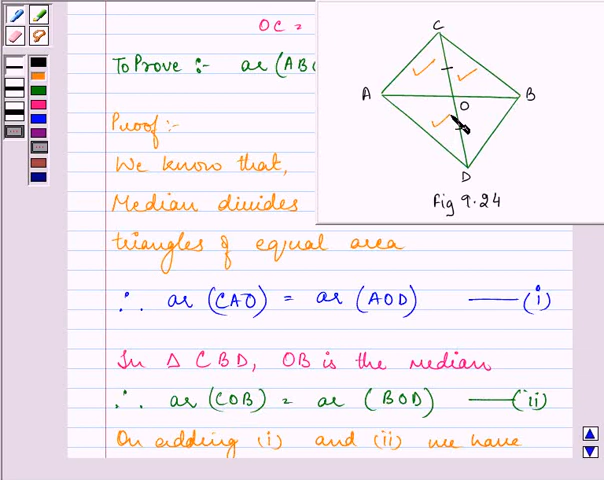 OC =
To Prove :- ar (ABC
C
A
B
O
D
Fig 9.24
Proof :-
We know that,
Median divides
triangles of equal area
∴ ar (CAO) = ar (AOD) —— (i)
In Δ CBD, OB is the median
∴ ar (COB) = ar (BOD) —— (ii)
On adding (i) and (ii) we have